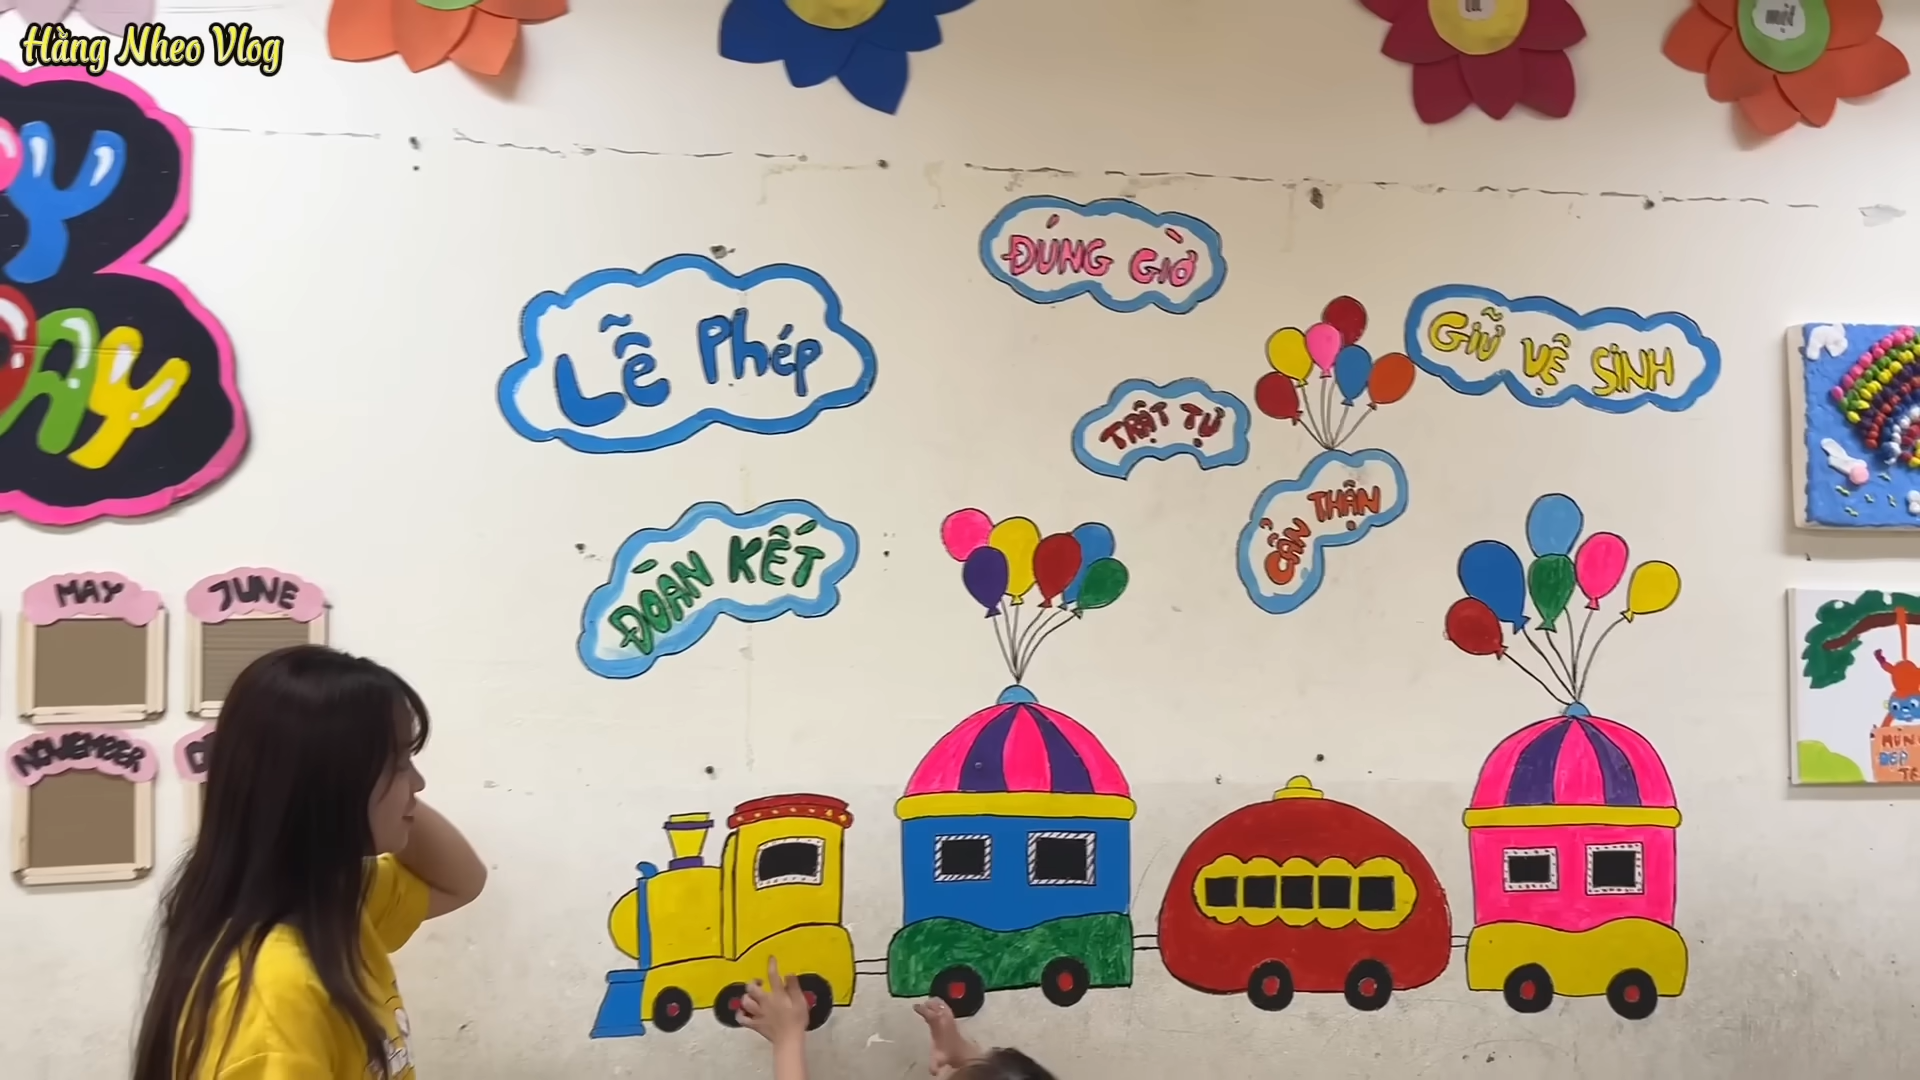 Hằng Nheo Vlog
một
ĐÚNG GIỜ
Lễ Phép
GIỮ VỆ SINH
TRẬT TỰ
CẨN THẬN
ĐOÀN KẾT
MAY
JUNE
NOVEMBER